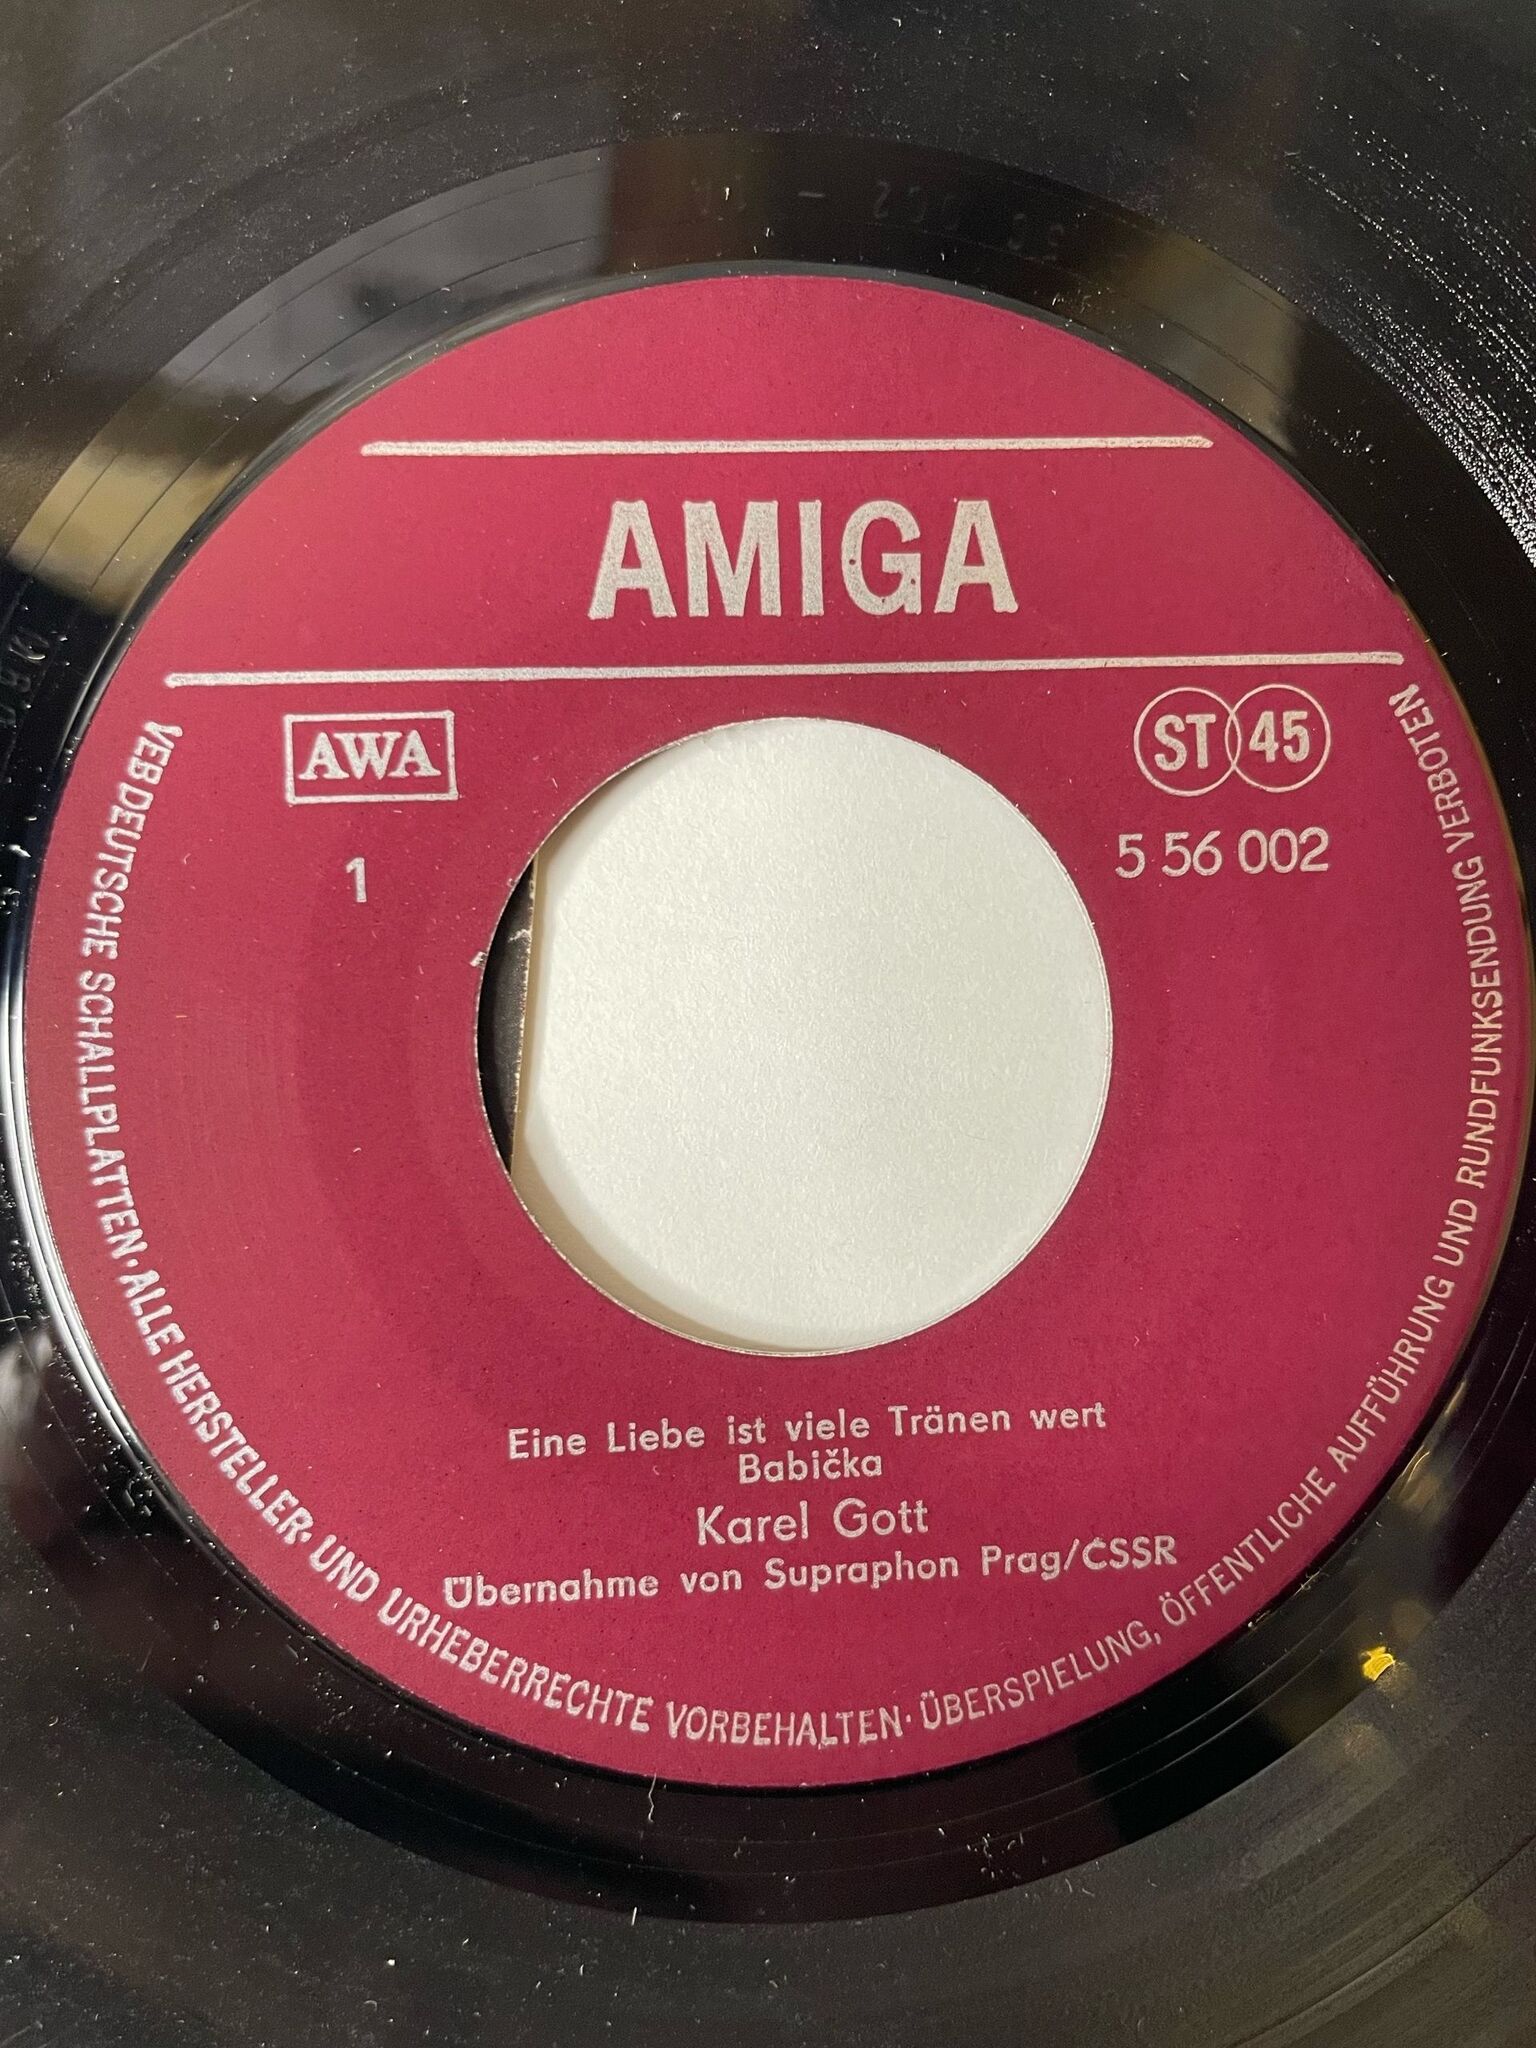 AMIGA
AWA
ST 45
1
5 56 002
Eine Liebe ist viele Tränen wert
Babička
Karel Gott
Übernahme von Supraphon Prag/ČSSR
VEB DEUTSCHE SCHALLPLATTEN · ALLE HERSTELLER- UND URHEBERRECHTE VORBEHALTEN · ÜBERSPIELUNG, ÖFFENTLICHE AUFFÜHRUNG UND RUNDFUNKSENDUNG VERBOTEN